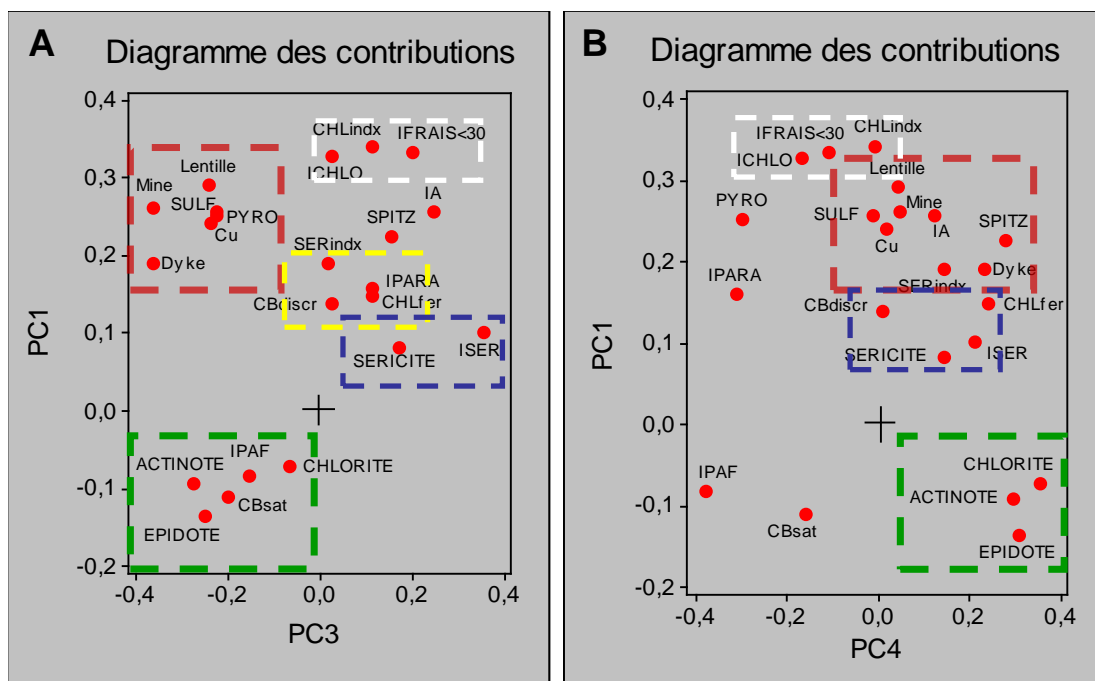 A
Diagramme des contributions
0,4
0,3
0,2
0,1
0,0
-0,1
-0,2
PC1
CHLindx
IFRAIS<30
ICHLO
Lentille
Mine
IA
SULF
PYRO
SPITZ
Cu
SERindx
Dyke
IPARA
CBdiscr
CHLfer
ISER
SERICITE
IPAF
ACTINOTE
CHLORITE
CBsat
EPIDOTE
-0,4
-0,2
0,0
0,2
0,4
PC3
B
Diagramme des contributions
0,4
0,3
0,2
0,1
0,0
-0,1
-0,2
PC1
CHLindx
IFRAIS<30
ICHLO
Lentille
PYRO
Mine
SULF
SPITZ
Cu
IA
IPARA
SERindx
Dyke
CBdiscr
CHLfer
SERICITE
ISER
IPAF
CHLORITE
ACTINOTE
CBsat
EPIDOTE
-0,4
-0,2
0,0
0,2
0,4
PC4